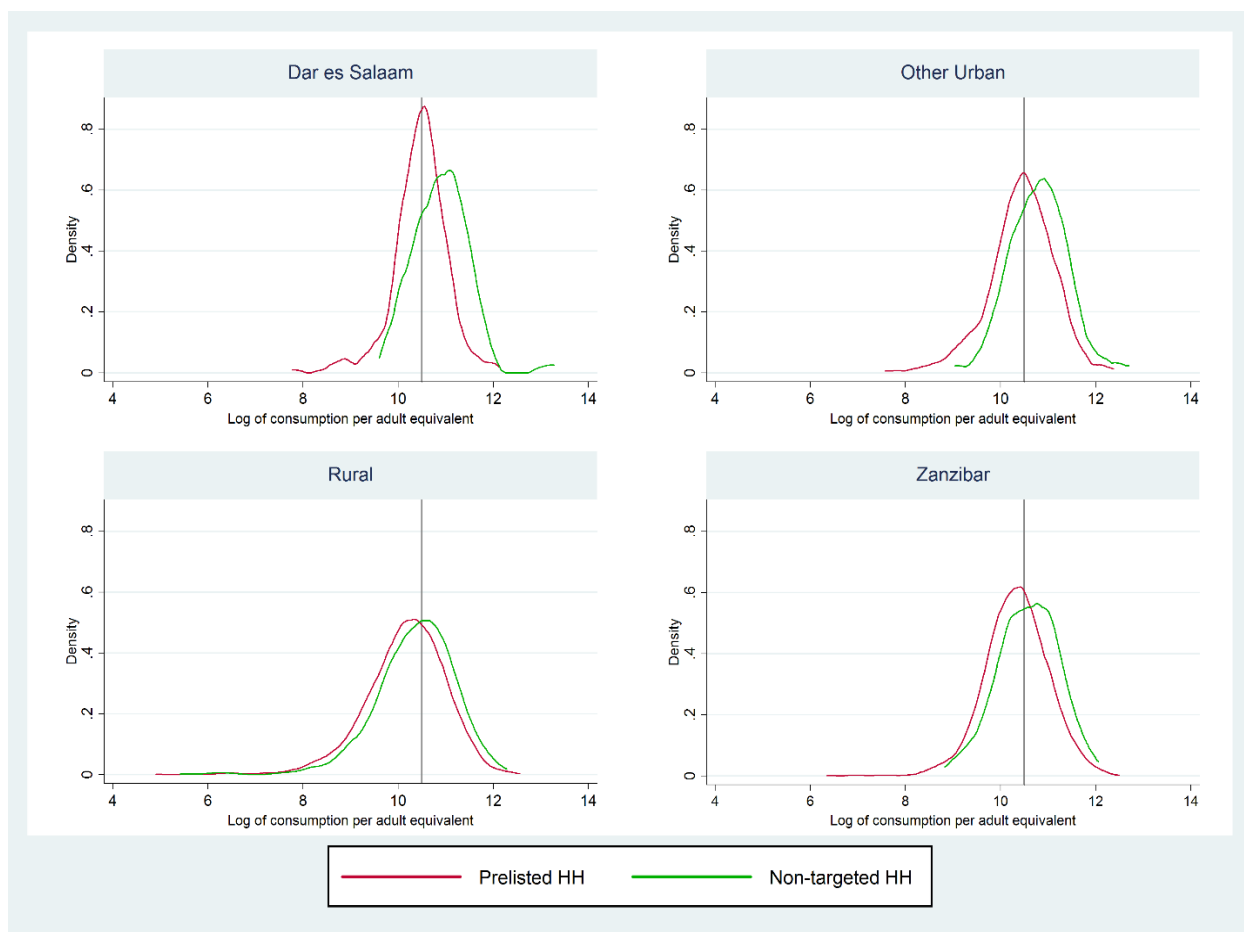 Dar es Salaam
Density
0 .2 .4 .6 .8
4 6 8 10 12 14
Log of consumption per adult equivalent
Other Urban
Density
0 .2 .4 .6 .8
4 6 8 10 12 14
Log of consumption per adult equivalent
Rural
Density
0 .2 .4 .6 .8
4 6 8 10 12 14
Log of consumption per adult equivalent
Zanzibar
Density
0 .2 .4 .6 .8
4 6 8 10 12 14
Log of consumption per adult equivalent
Prelisted HH Non-targeted HH